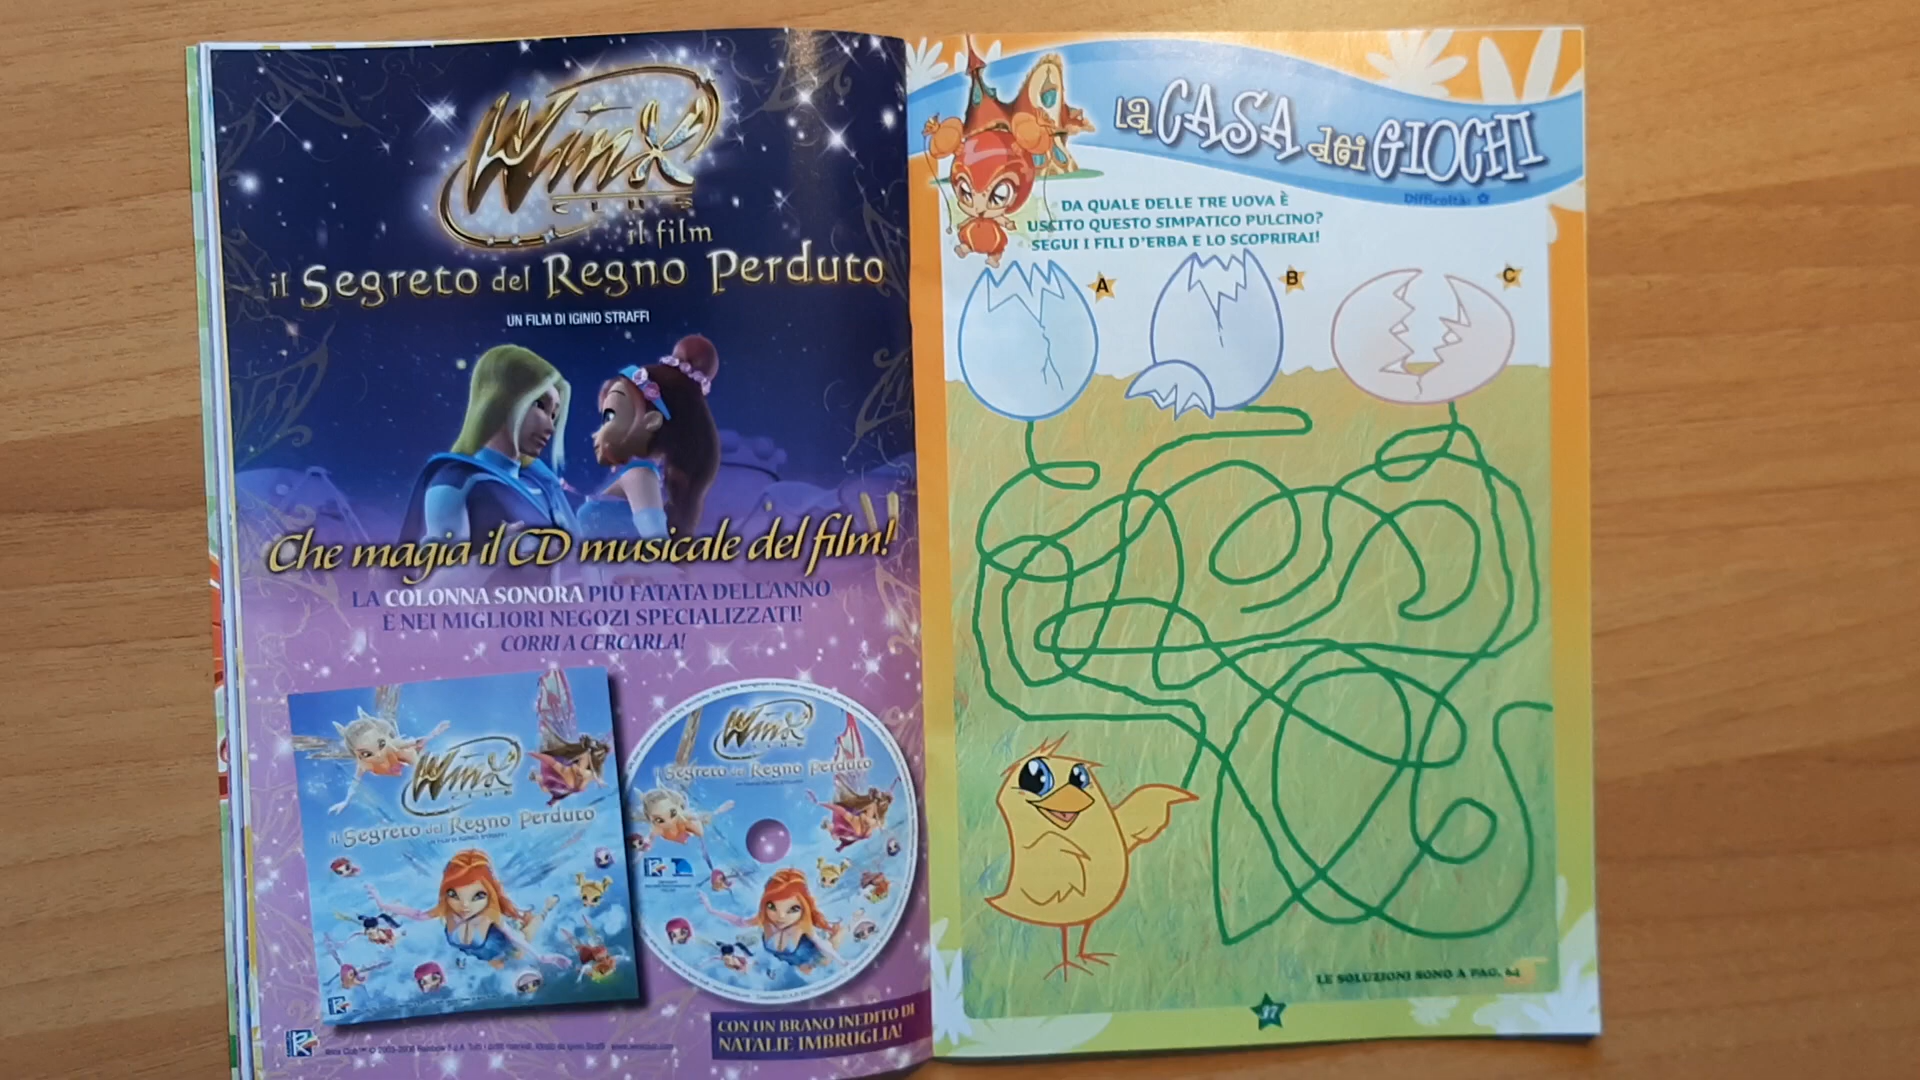 Winx
CLUB
il film
il Segreto del Regno Perduto
UN FILM DI IGINIO STRAFFI
Che magia il CD musicale del film!
LA COLONNA SONORA PIÙ FATATA DELL'ANNO
È NEI MIGLIORI NEGOZI SPECIALIZZATI!
CORRI A CERCARLA!
Winx
CLUB
il Segreto del Regno Perduto
Winx
CLUB
il Segreto del Regno Perduto
CON UN BRANO INEDITO DI
NATALIE IMBRUGLIA!
La CASA dei GIOCHI
Difficoltà:
DA QUALE DELLE TRE UOVA È
USCITO QUESTO SIMPATICO PULCINO?
SEGUI I FILI D'ERBA E LO SCOPRIRAI!
A
B
C
LE SOLUZIONI SONO A PAG. 64
37